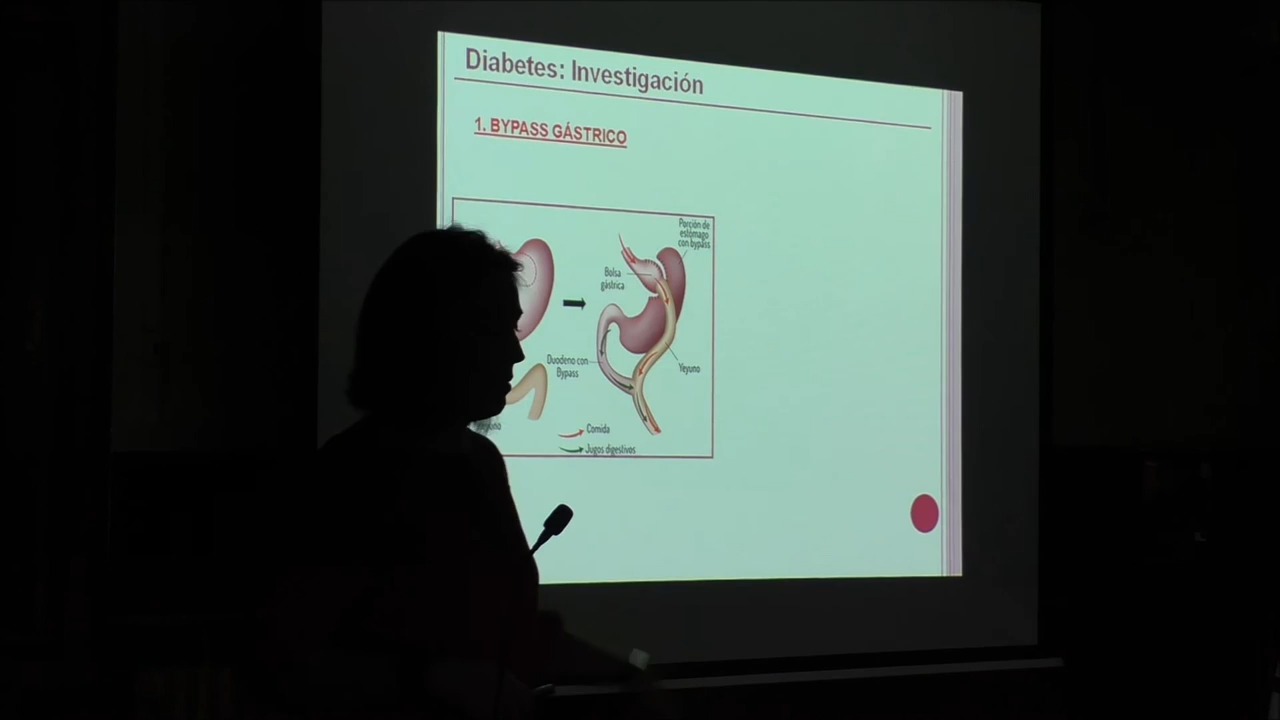 Diabetes: Investigación
1. BYPASS GÁSTRICO
Porción de
estómago
con bypass
Bolsa
gástrica
Duodeno con
Bypass
Yeyuno
Comida
Jugos digestivos